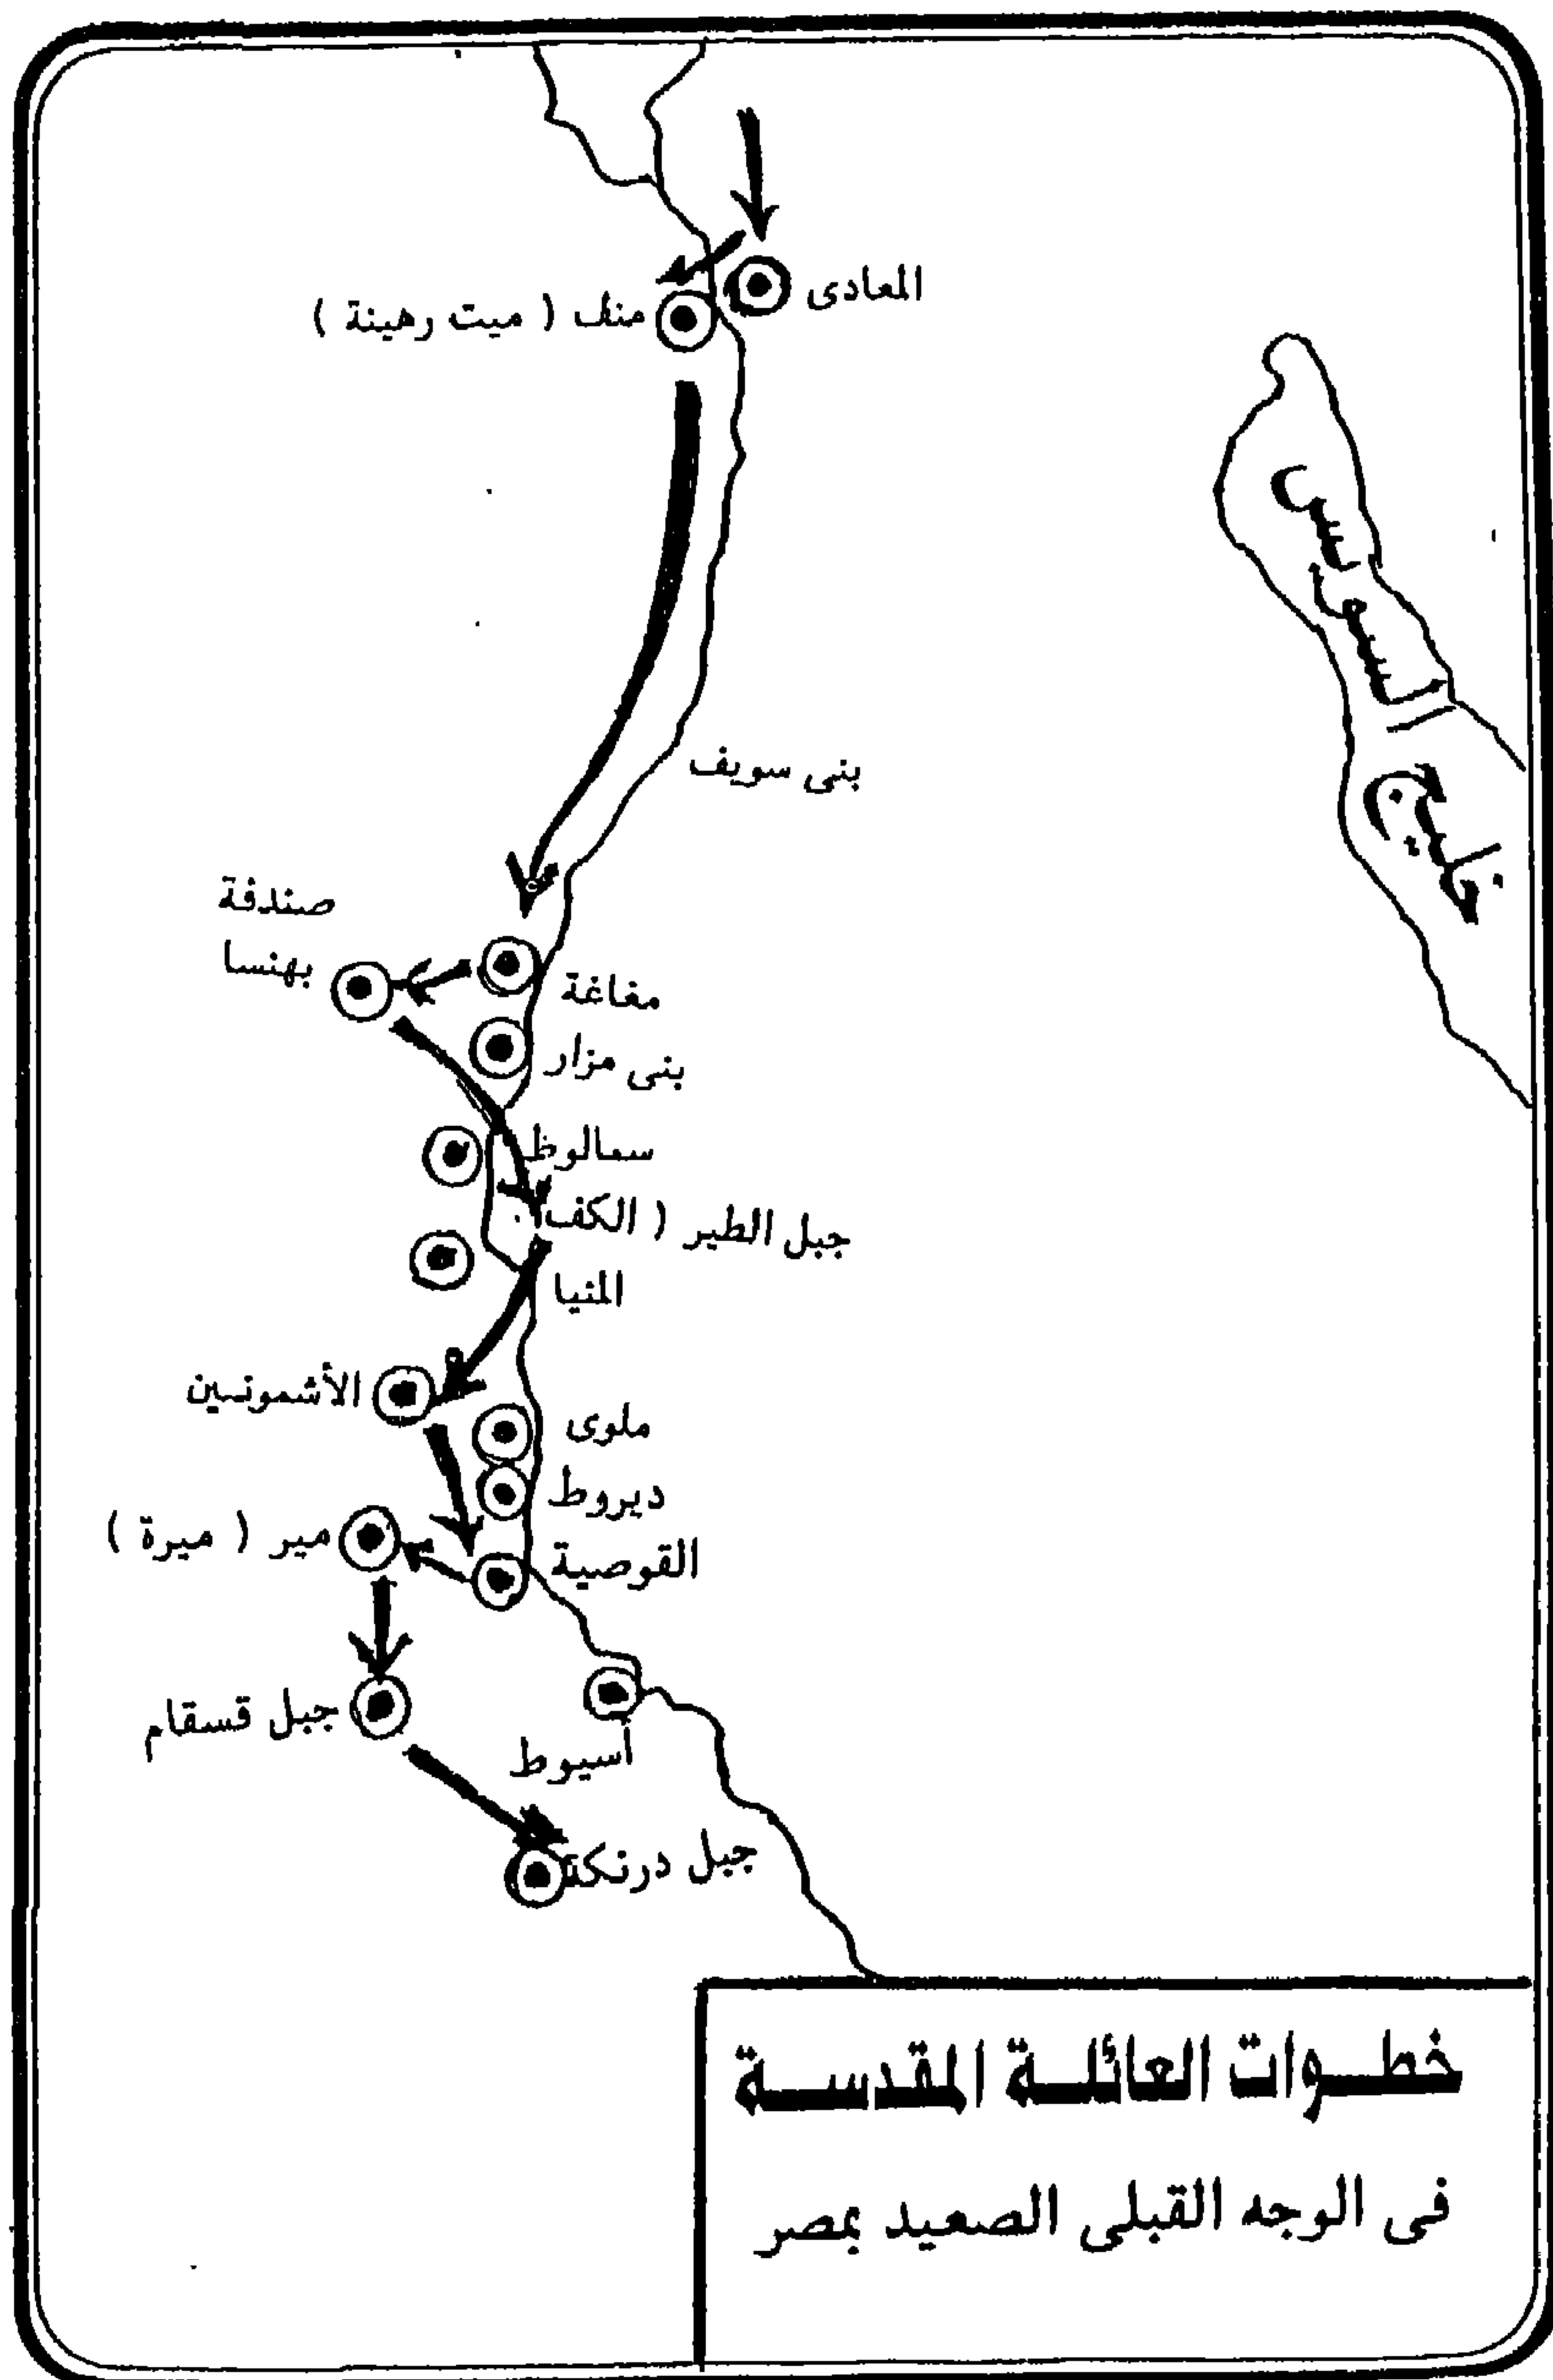 المعادى
منف ( ميت رهينة )
خليج السويس
بنى سويف
صندفة
بهنسا
مغاغة
بنى مزار
سمالوط
جبل الطير ( الكف )
المنيا
الأشمونين
ملوى
ديروط
مير ( ميرة )
القوصية
جبل قسقام
أسيوط
جبل درنكة
خطوات العائلة المقدسة
فى الوجه القبلى الصعيد بمصر